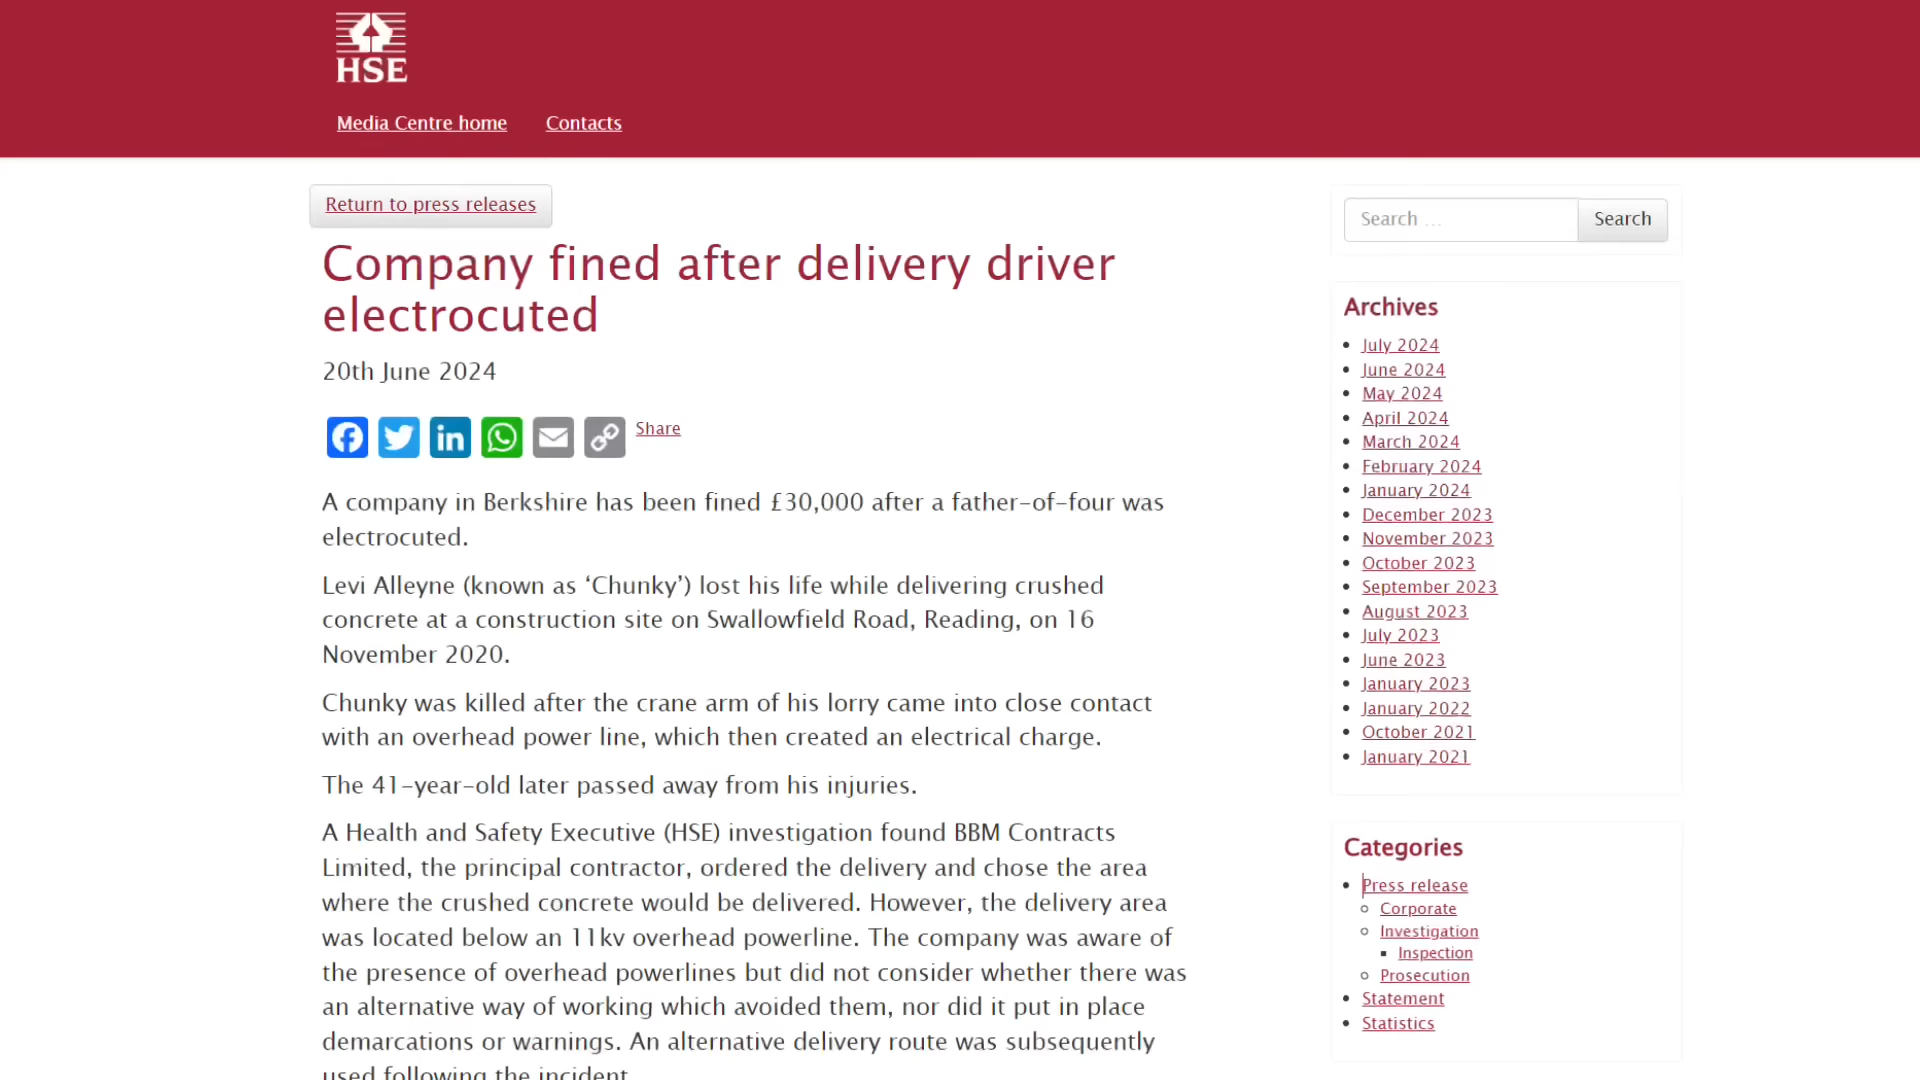 HSE
Media Centre home
Contacts
Return to press releases
Company fined after delivery driver
electrocuted
20th June 2024
Share
A company in Berkshire has been fined £30,000 after a father-of-four was
electrocuted.
Levi Alleyne (known as ‘Chunky’) lost his life while delivering crushed
concrete at a construction site on Swallowfield Road, Reading, on 16
November 2020.
Chunky was killed after the crane arm of his lorry came into close contact
with an overhead power line, which then created an electrical charge.
The 41-year-old later passed away from his injuries.
A Health and Safety Executive (HSE) investigation found BBM Contracts
Limited, the principal contractor, ordered the delivery and chose the area
where the crushed concrete would be delivered. However, the delivery area
was located below an 11kv overhead powerline. The company was aware of
the presence of overhead powerlines but did not consider whether there was
an alternative way of working which avoided them, nor did it put in place
demarcations or warnings. An alternative delivery route was subsequently
used following the incident.
Search …
Search
Archives
July 2024
June 2024
May 2024
April 2024
March 2024
February 2024
January 2024
December 2023
November 2023
October 2023
September 2023
August 2023
July 2023
June 2023
January 2023
January 2022
October 2021
January 2021
Categories
Press release
Corporate
Investigation
Inspection
Prosecution
Statement
Statistics